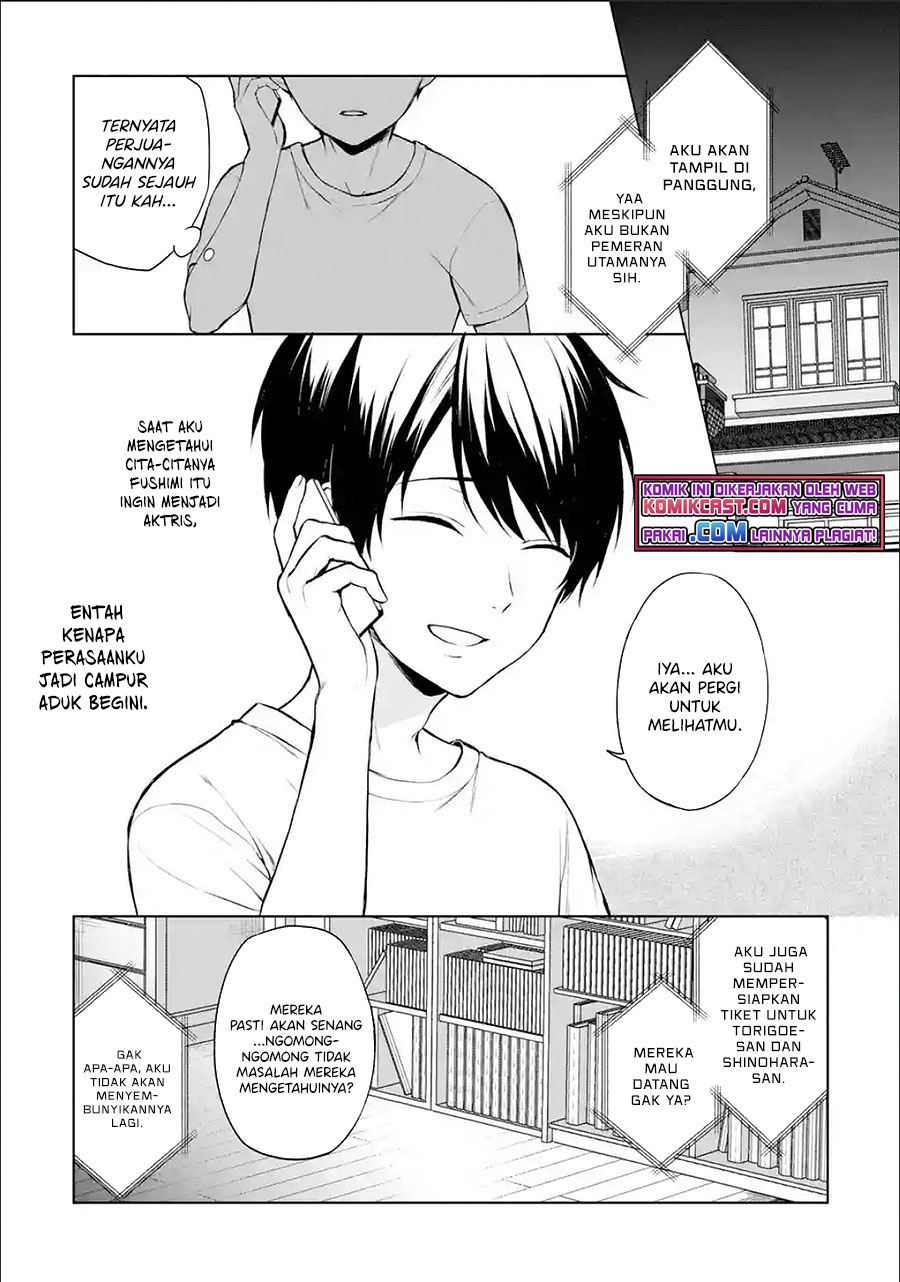 AKU AKAN
TAMPIL DI
PANGGUNG,
YAA
MESKIPUN
AKU BUKAN
PEMERAN
UTAMANYA
SIH.
TERNYATA
PERJUA-
NGANNYA
SUDAH SEJAUH
ITU KAH...
SAAT AKU
MENGETAHUI
CITA-CITANYA
FUSHIMI ITU
INGIN MENJADI
AKTRIS,
KOMIK INI DIKERJAKAN OLEH WEB
KOMIKCAST.COM YANG CUMA
PAKAI .COM LAINNYA PLAGIAT!
IYA... AKU
AKAN PERGI
UNTUK
MELIHATMU.
ENTAH
KENAPA
PERASAANKU
JADI CAMPUR
ADUK BEGINI.
AKU JUGA
SUDAH
MEMPER-
SIAPKAN
TIKET UNTUK
TORIGOE-
SAN DAN
SHINOHARA-
SAN.
MEREKA
MAU
DATANG
GAK YA?
MEREKA
PASTI AKAN SENANG
...NGOMONG-
NGOMONG TIDAK
MASALAH MEREKA
MENGETAHUINYA?
GAK
APA-APA, AKU
TIDAK AKAN
MENYEM-
BUNYIKANNYA
LAGI.